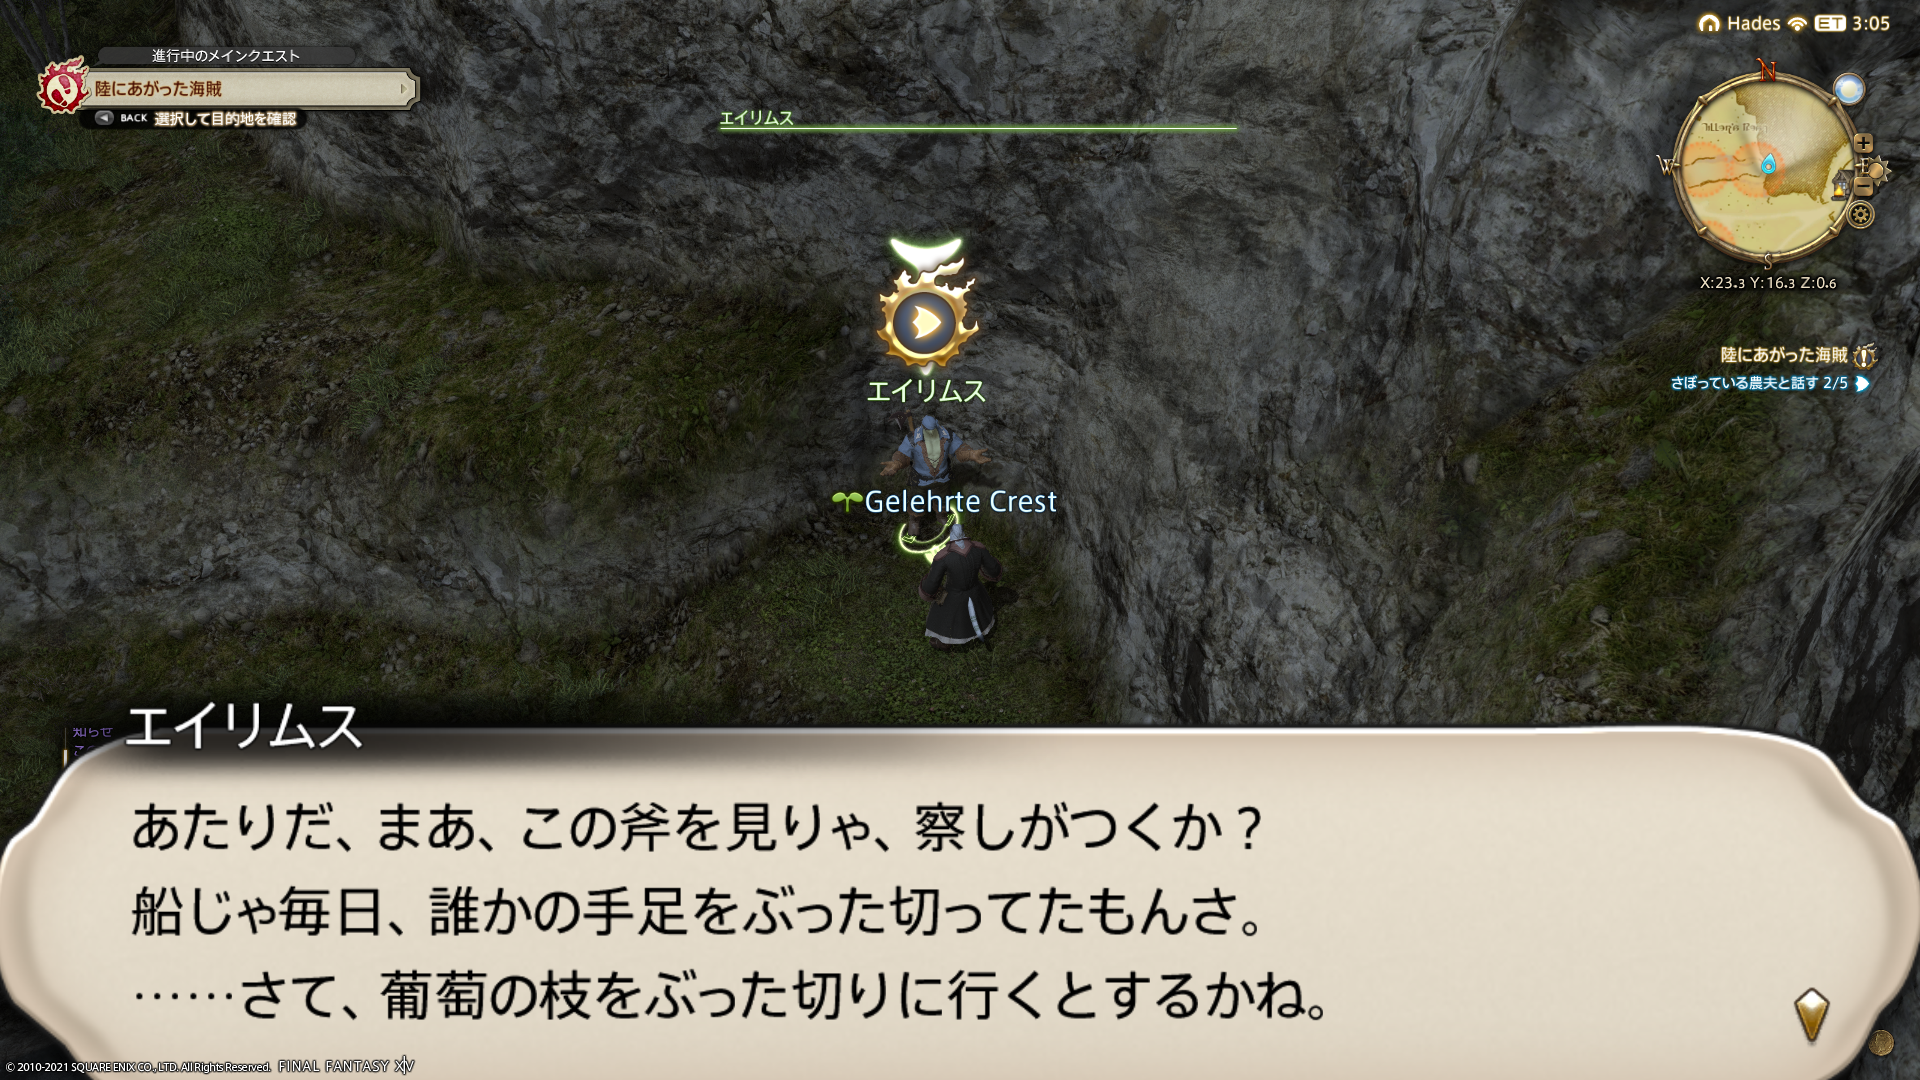 進行中のメインクエスト
陸にあがった海賊
BACK 選択して目的地を確認
エイリムス
Hades ET 3:05
N
W
E
S
X:23.3 Y:16.3 Z:0.6
陸にあがった海賊
さぼっている農夫と話す 2/5
エイリムス
Gelehrte Crest
知らせ
エイリムス
あたりだ、まあ、この斧を見りゃ、察しがつくか？
船じゃ毎日、誰かの手足をぶった切ってたもんさ。
……さて、葡萄の枝をぶった切りに行くとするかね。
© 2010-2021 SQUARE ENIX CO., LTD. All Rights Reserved. FINAL FANTASY XIV